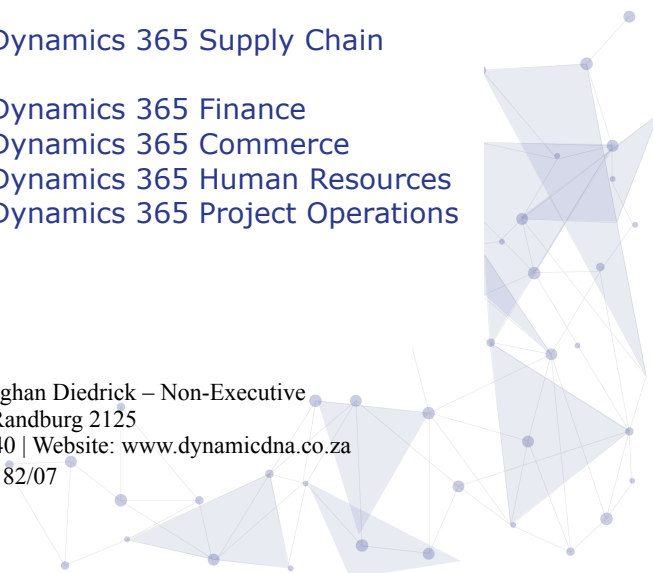 Dynamics 365 Supply Chain
Dynamics 365 Finance
Dynamics 365 Commerce
Dynamics 365 Human Resources
Dynamics 365 Project Operations
ghan Diedrick – Non-Executive
Randburg 2125
40 | Website: www.dynamicdna.co.za
82/07